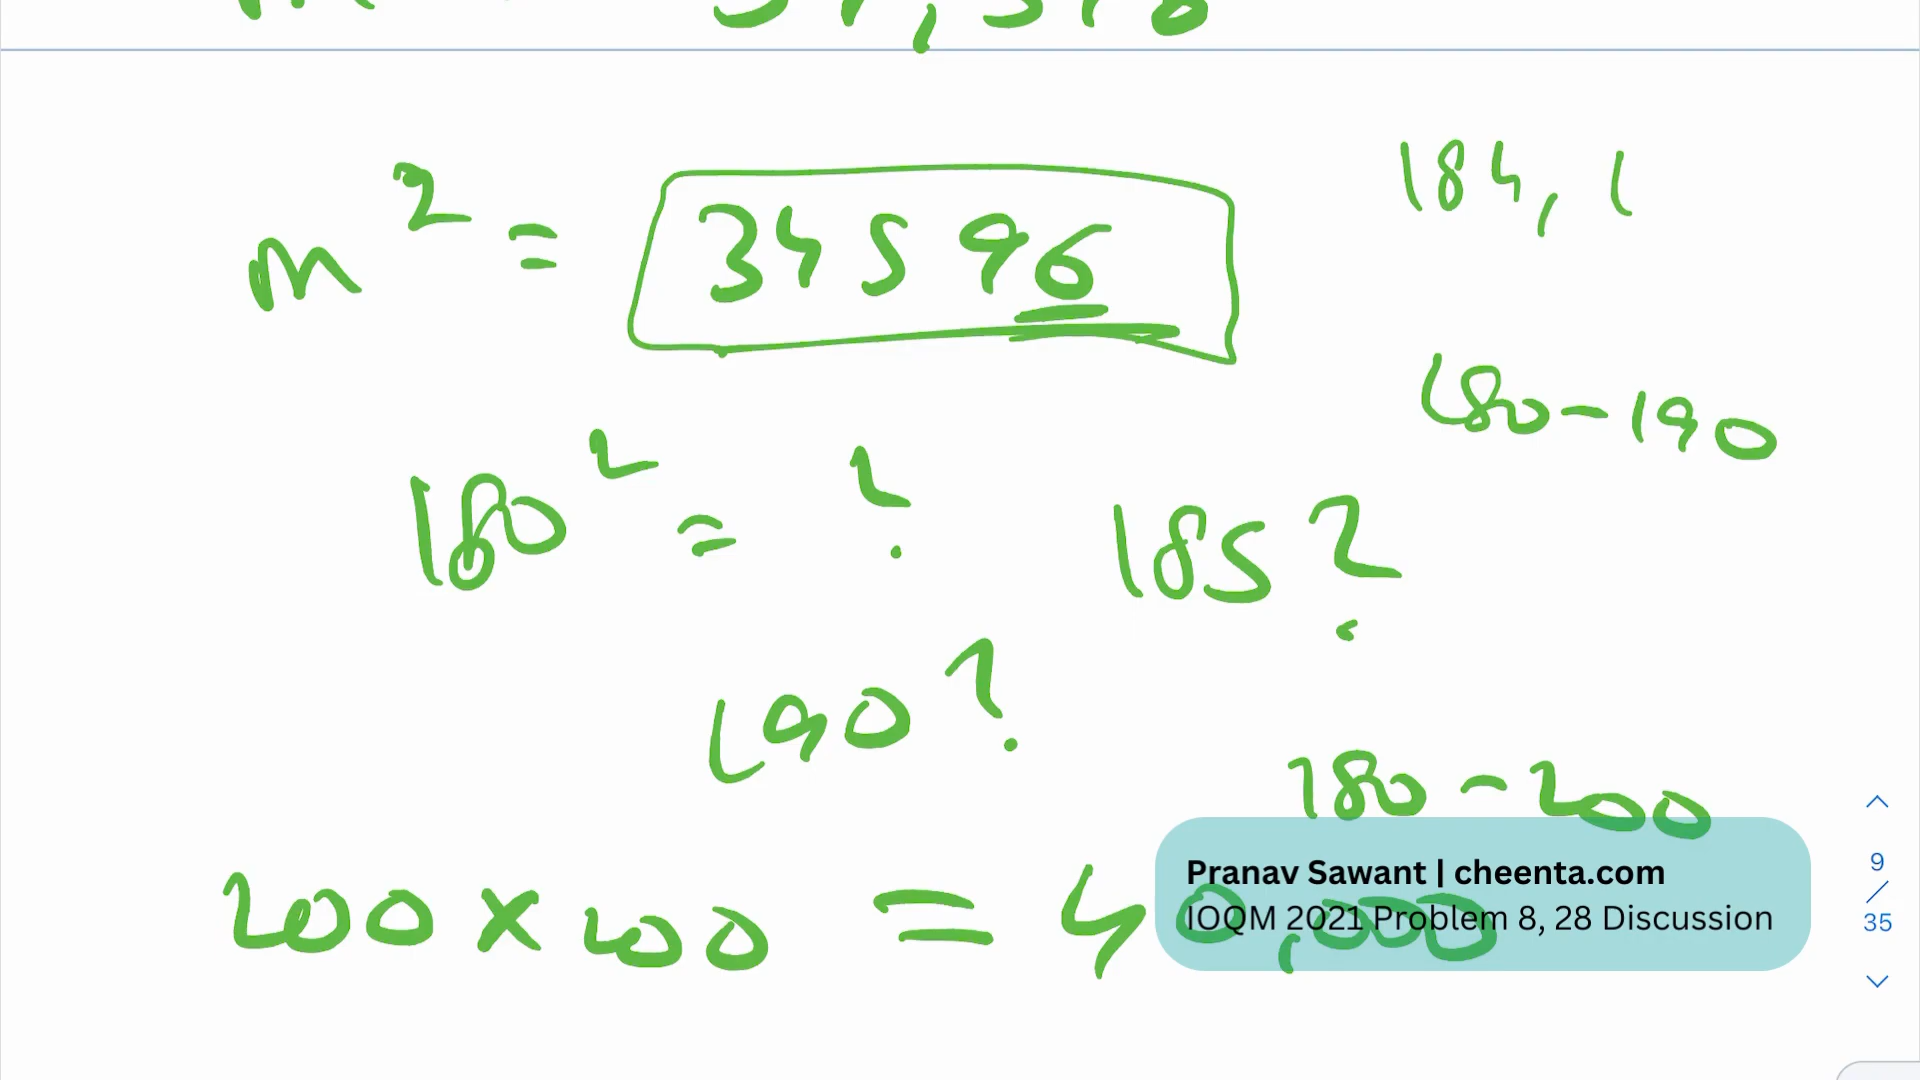 m² = 34596
184, 1
180-190
180² = ?
185?
190?
180-200
200 × 200 = 40,000
Pranav Sawant | cheenta.com
IOQM 2021 Problem 8, 28 Discussion
9
/
35